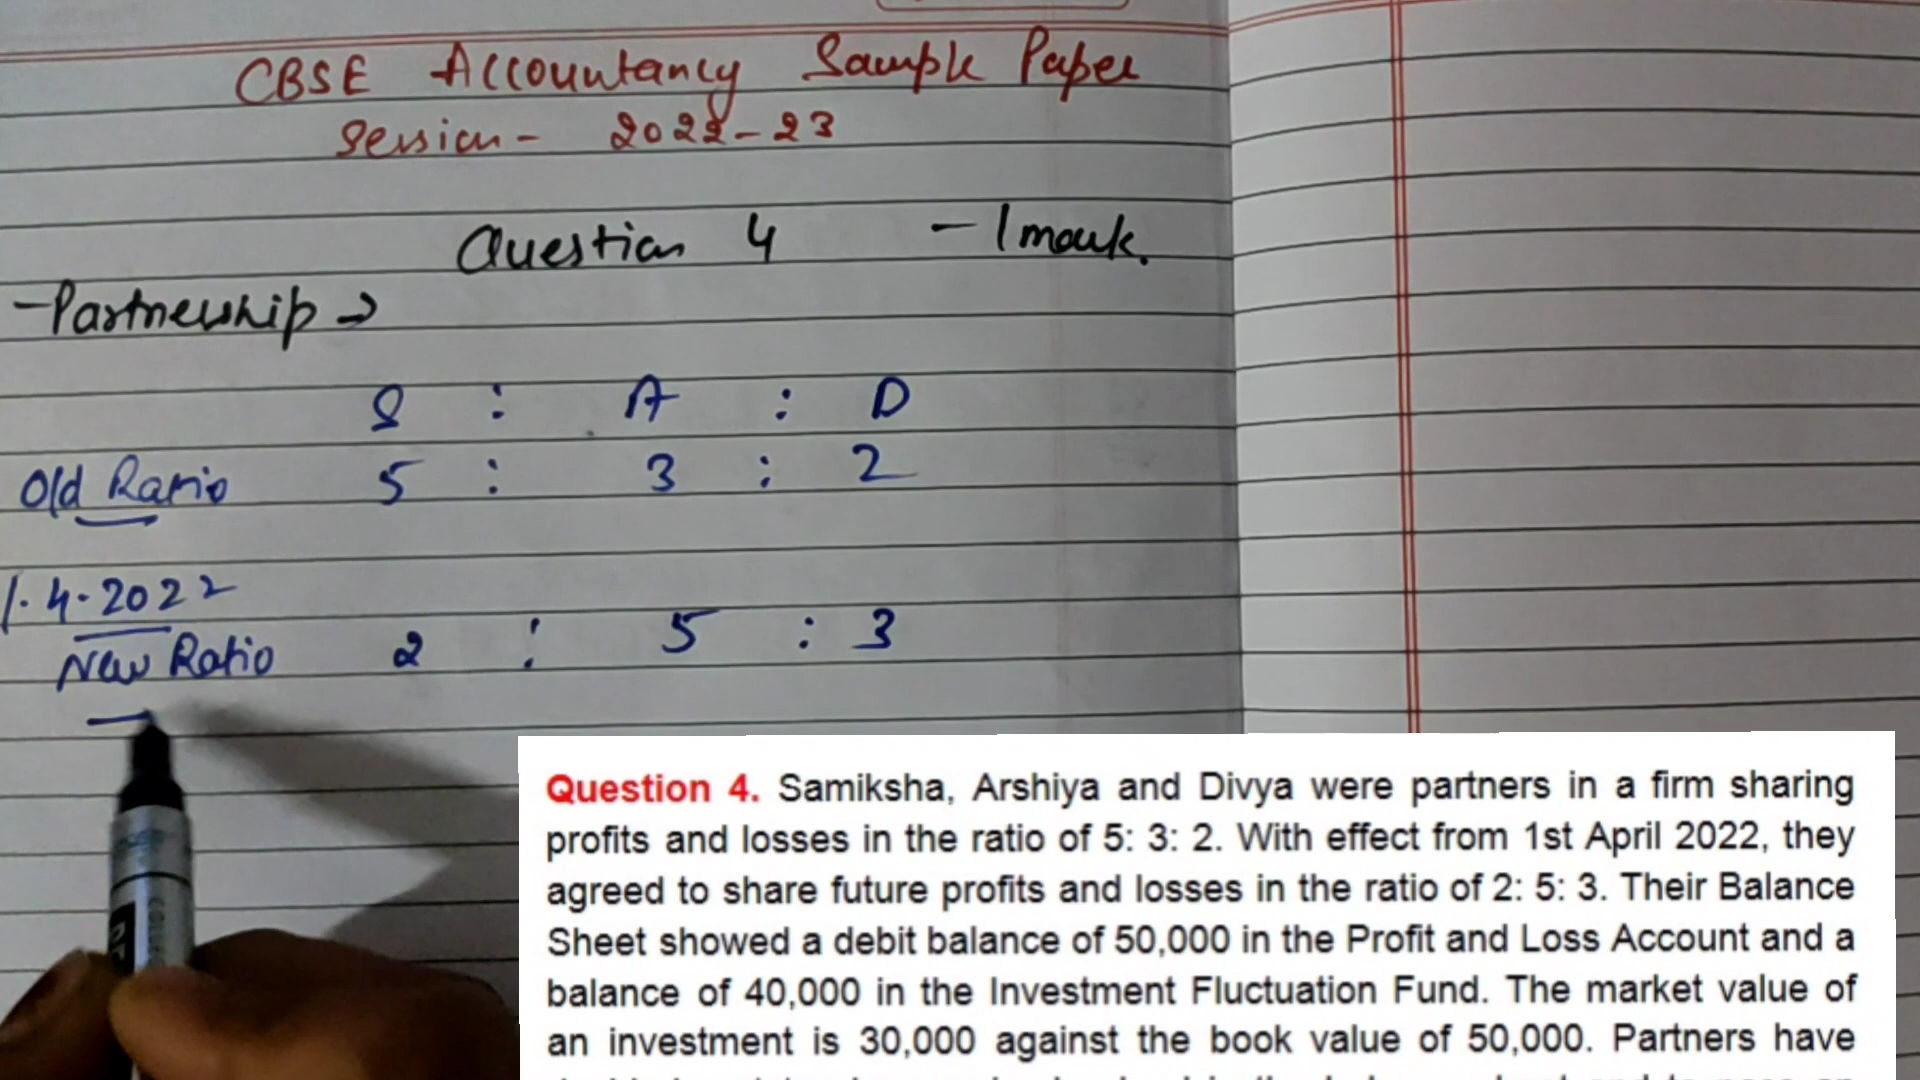 CBSE Accountancy Sample Paper
Session - 2022-23
Question 4 - 1 mark.
- Partnership →
S : A : D
Old Ratio 5 : 3 : 2
1.4.2022
New Ratio 2 : 5 : 3
Question 4. Samiksha, Arshiya and Divya were partners in a firm sharing
profits and losses in the ratio of 5: 3: 2. With effect from 1st April 2022, they
agreed to share future profits and losses in the ratio of 2: 5: 3. Their Balance
Sheet showed a debit balance of 50,000 in the Profit and Loss Account and a
balance of 40,000 in the Investment Fluctuation Fund. The market value of
an investment is 30,000 against the book value of 50,000. Partners have